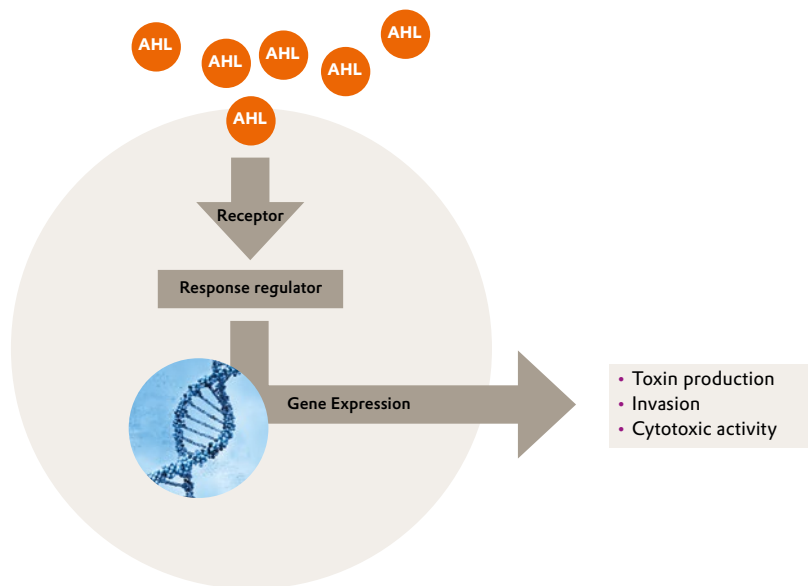 AHL
AHL
AHL
AHL
AHL
AHL
Receptor
Response regulator
Gene Expression
• Toxin production
• Invasion
• Cytotoxic activity